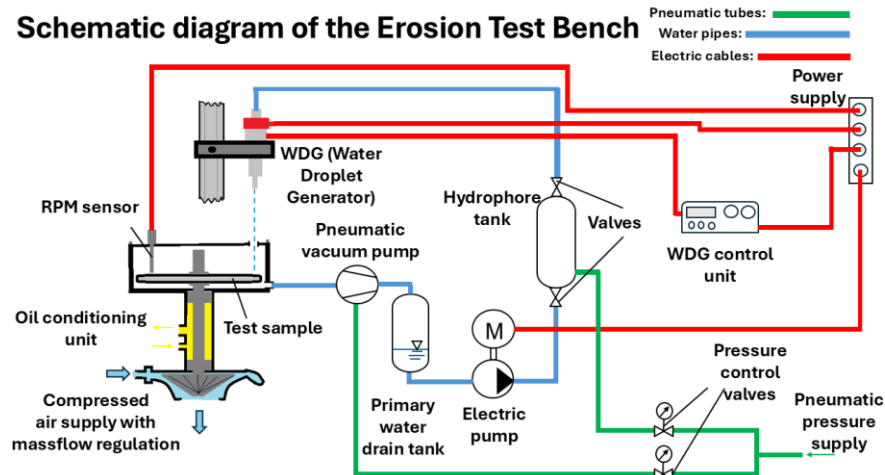 Schematic diagram of the Erosion Test Bench
Pneumatic tubes:
Water pipes:
Electric cables:
Power
supply
WDG (Water
Droplet
Generator)
Hydrophore
tank
Valves
RPM sensor
Pneumatic
vacuum pump
WDG control
unit
Oil conditioning
unit
Test sample
M
Pressure
control
valves
Compressed
air supply with
massflow regulation
Primary
water
drain tank
Electric
pump
Pneumatic
pressure
supply